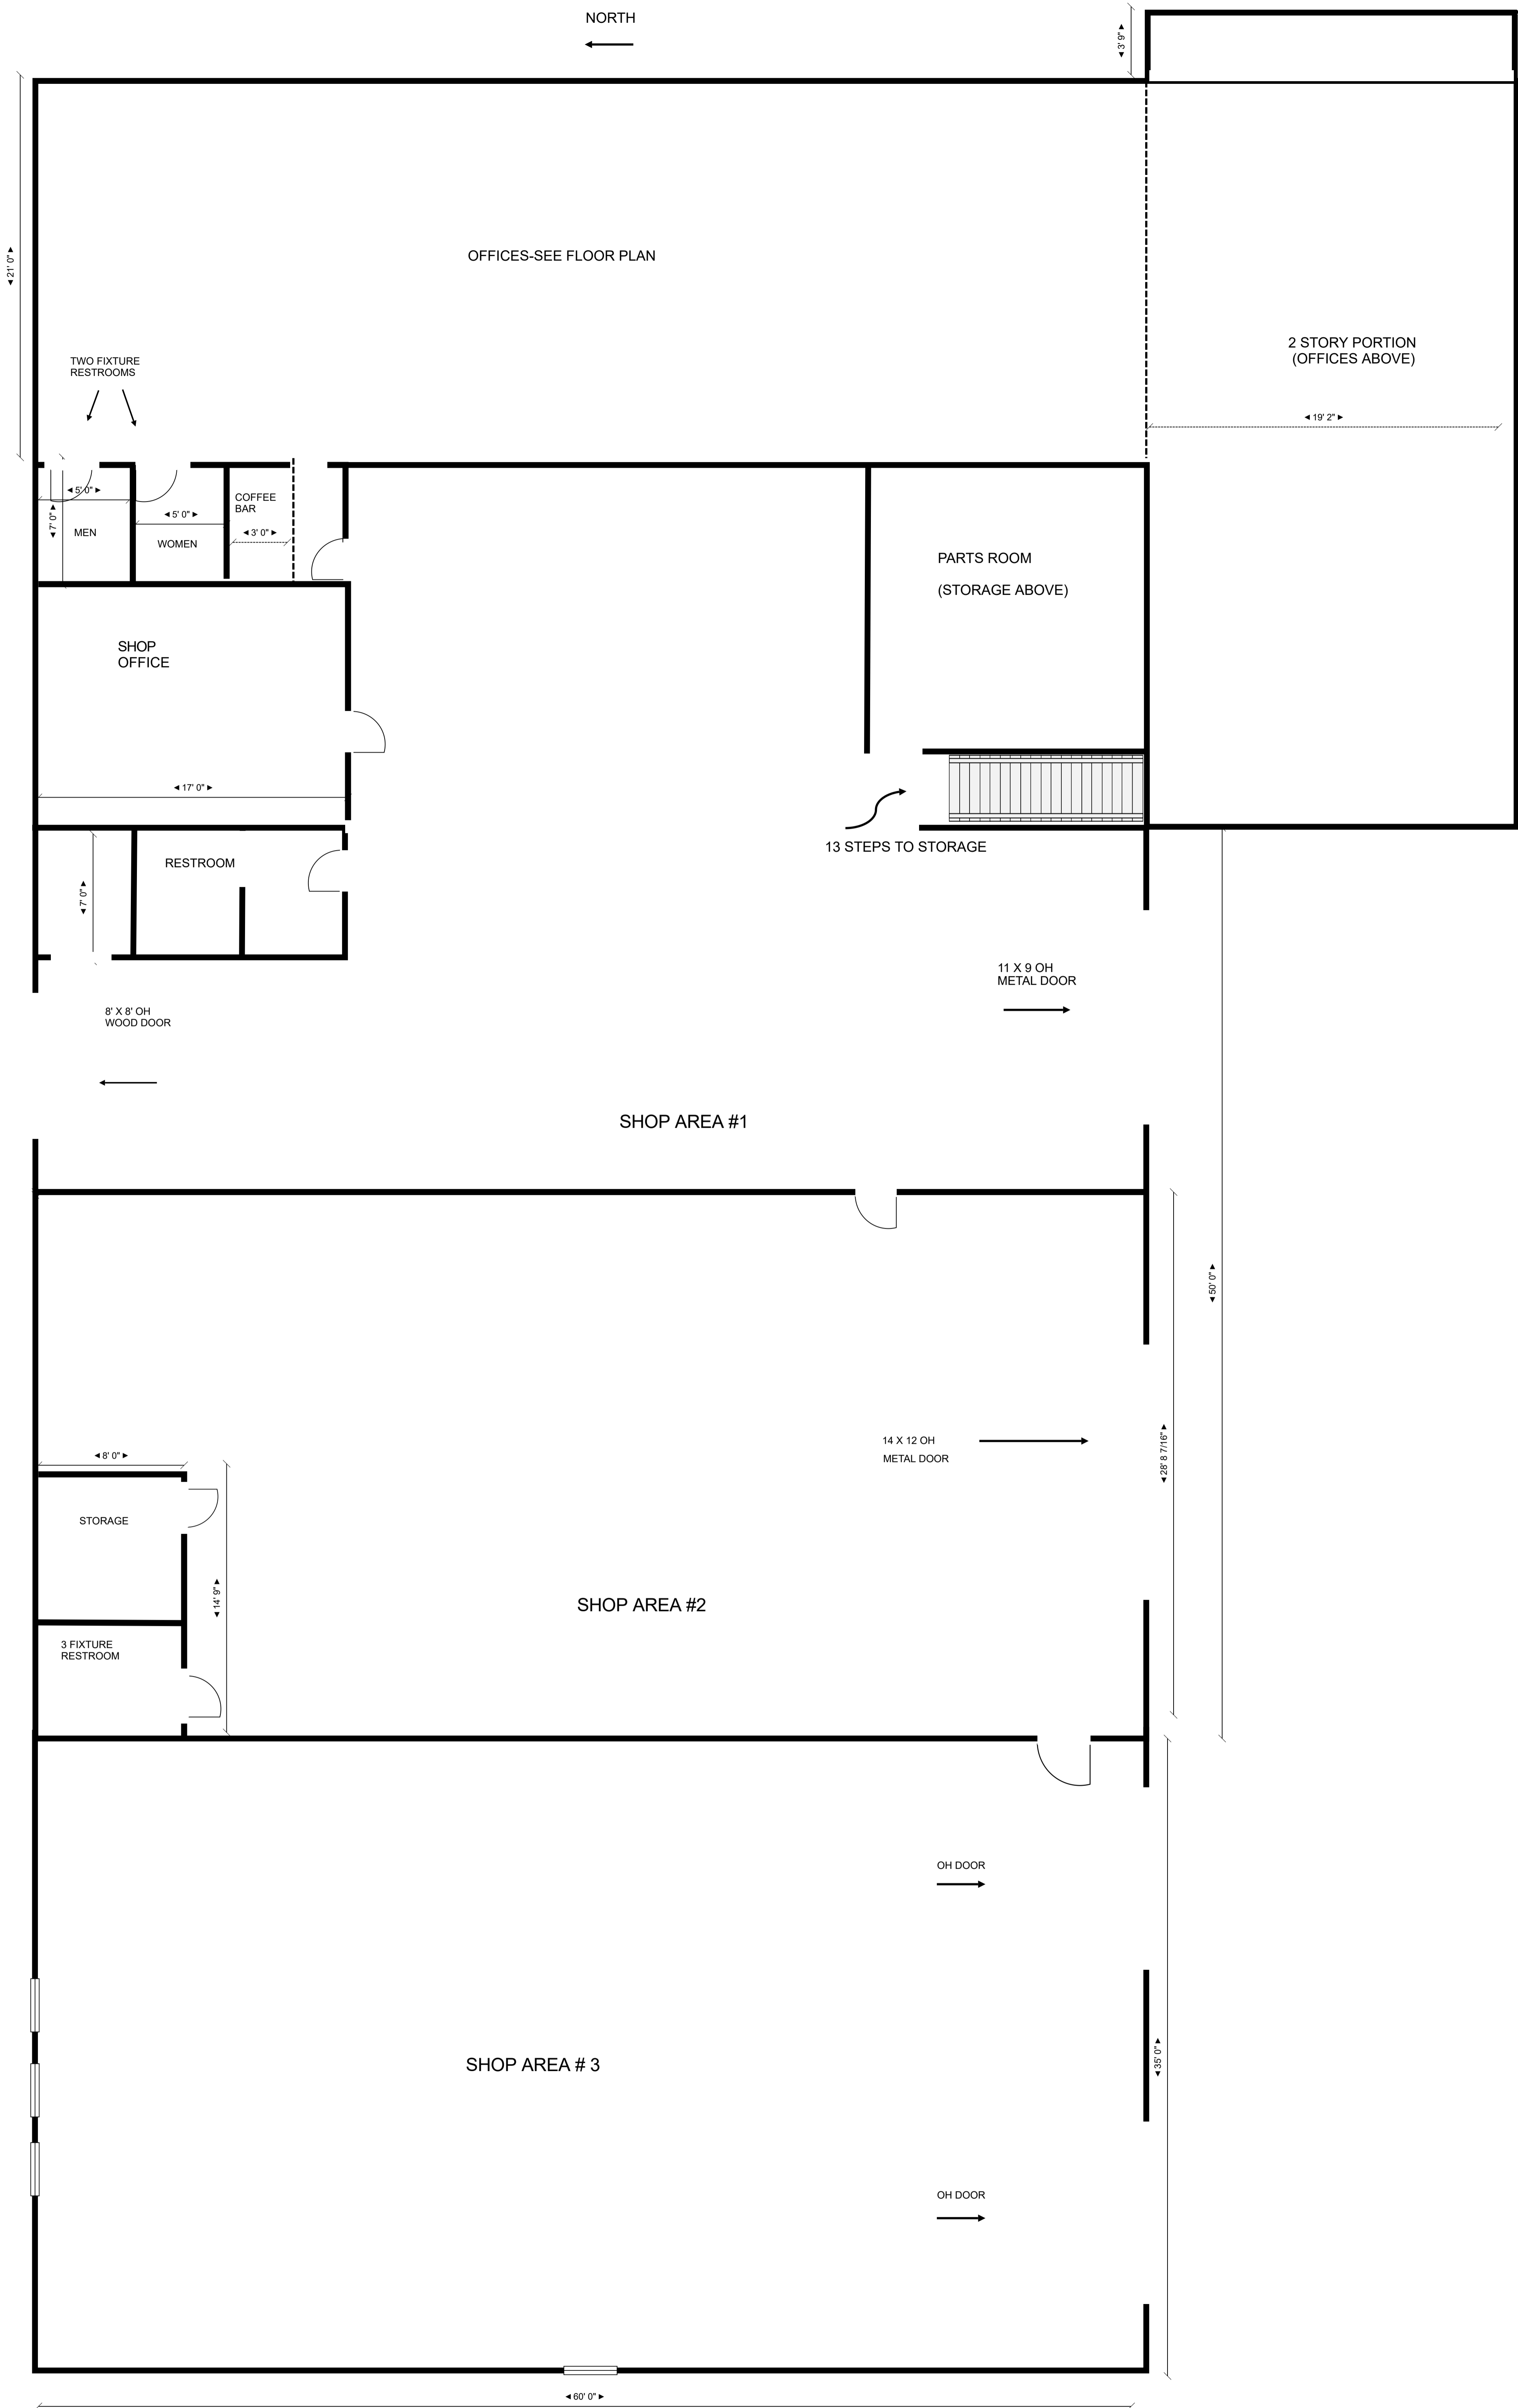 NORTH
◄3' 9"►
◄21' 0"►
OFFICES-SEE FLOOR PLAN
2 STORY PORTION
(OFFICES ABOVE)
TWO FIXTURE
RESTROOMS
◄ 19' 2" ►
◄ 5' 0" ►
◄7' 0"►
MEN
◄ 5' 0" ►
WOMEN
COFFEE
BAR
◄ 3' 0" ►
PARTS ROOM
(STORAGE ABOVE)
SHOP
OFFICE
◄ 17' 0" ►
13 STEPS TO STORAGE
RESTROOM
◄7' 0"►
11 X 9 OH
METAL DOOR
8' X 8' OH
WOOD DOOR
SHOP AREA #1
◄50' 0"►
14 X 12 OH
METAL DOOR
◄28' 8 7/16"►
◄ 8' 0" ►
STORAGE
◄14' 9"►
SHOP AREA #2
3 FIXTURE
RESTROOM
OH DOOR
SHOP AREA # 3
◄35' 0"►
OH DOOR
◄ 60' 0" ►